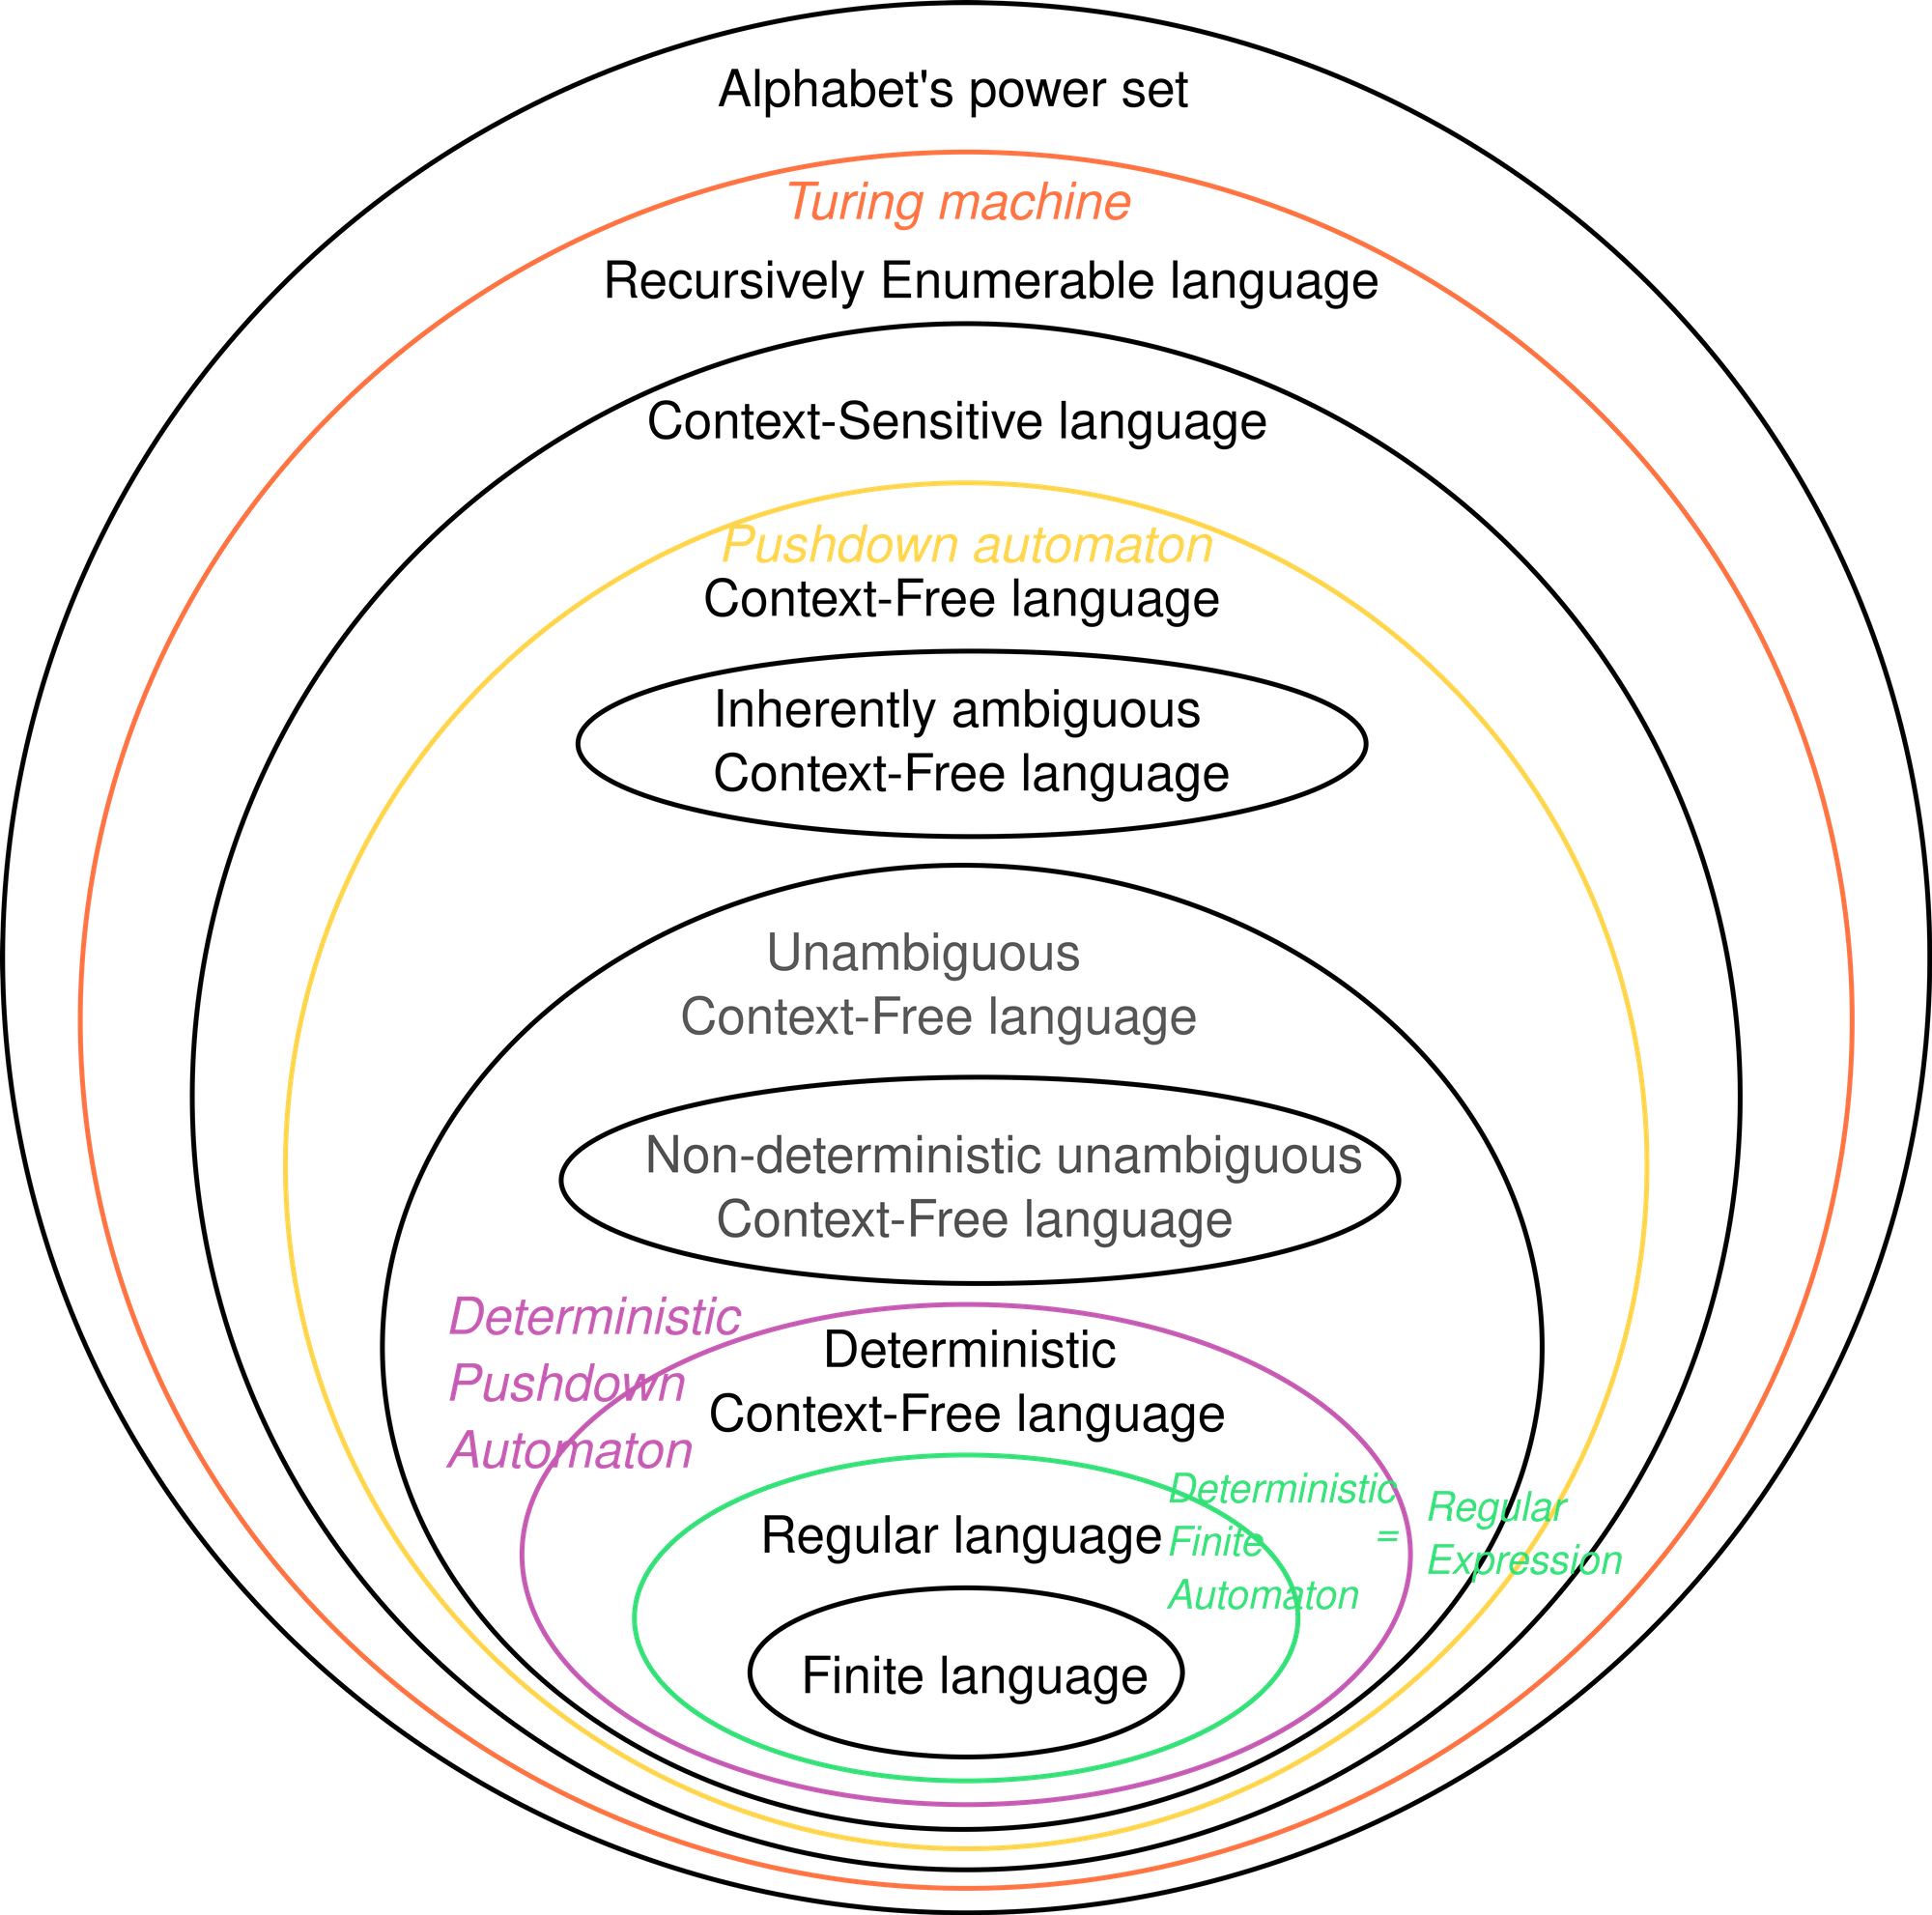 Alphabet's power set
Turing machine
Recursively Enumerable language
Context-Sensitive language
Pushdown automaton
Context-Free language
Inherently ambiguous
Context-Free language
Unambiguous
Context-Free language
Non-deterministic unambiguous
Context-Free language
Deterministic
Pushdown
Automaton
Deterministic
Context-Free language
Regular language
Deterministic
Finite
Automaton
=
Regular
Expression
Finite language